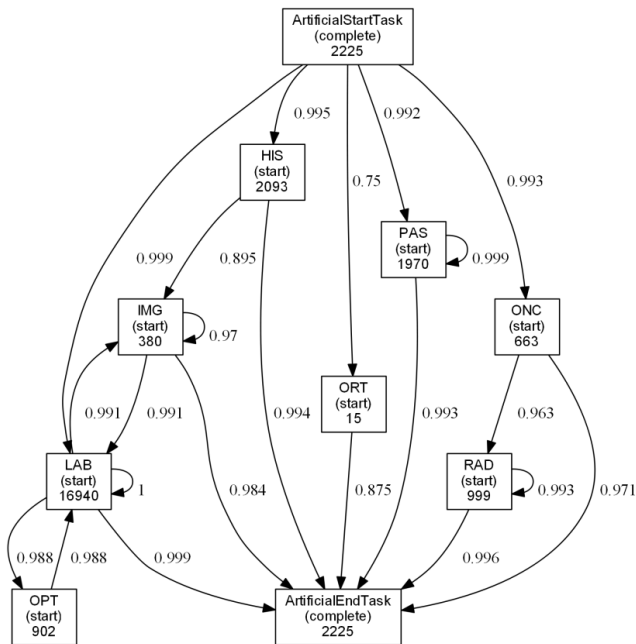 ArtificialStartTask
(complete)
2225
0.995
0.992
HIS
(start)
2093
0.75
0.993
PAS
(start)
1970
0.999
0.895
0.999
IMG
(start)
380
0.97
ONC
(start)
663
ORT
(start)
15
0.991
0.991
0.994
0.993
0.963
LAB
(start)
16940
1
0.984
0.875
RAD
(start)
999
0.993
0.971
0.988
0.988
0.999
0.996
OPT
(start)
902
ArtificialEndTask
(complete)
2225